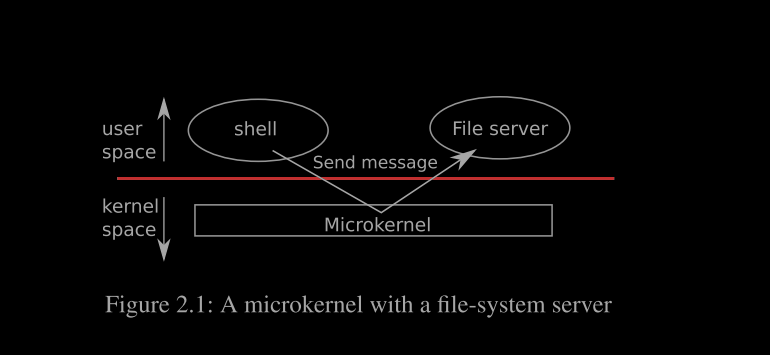 user
space
shell
File server
Send message
kernel
space
Microkernel
Figure 2.1: A microkernel with a file-system server